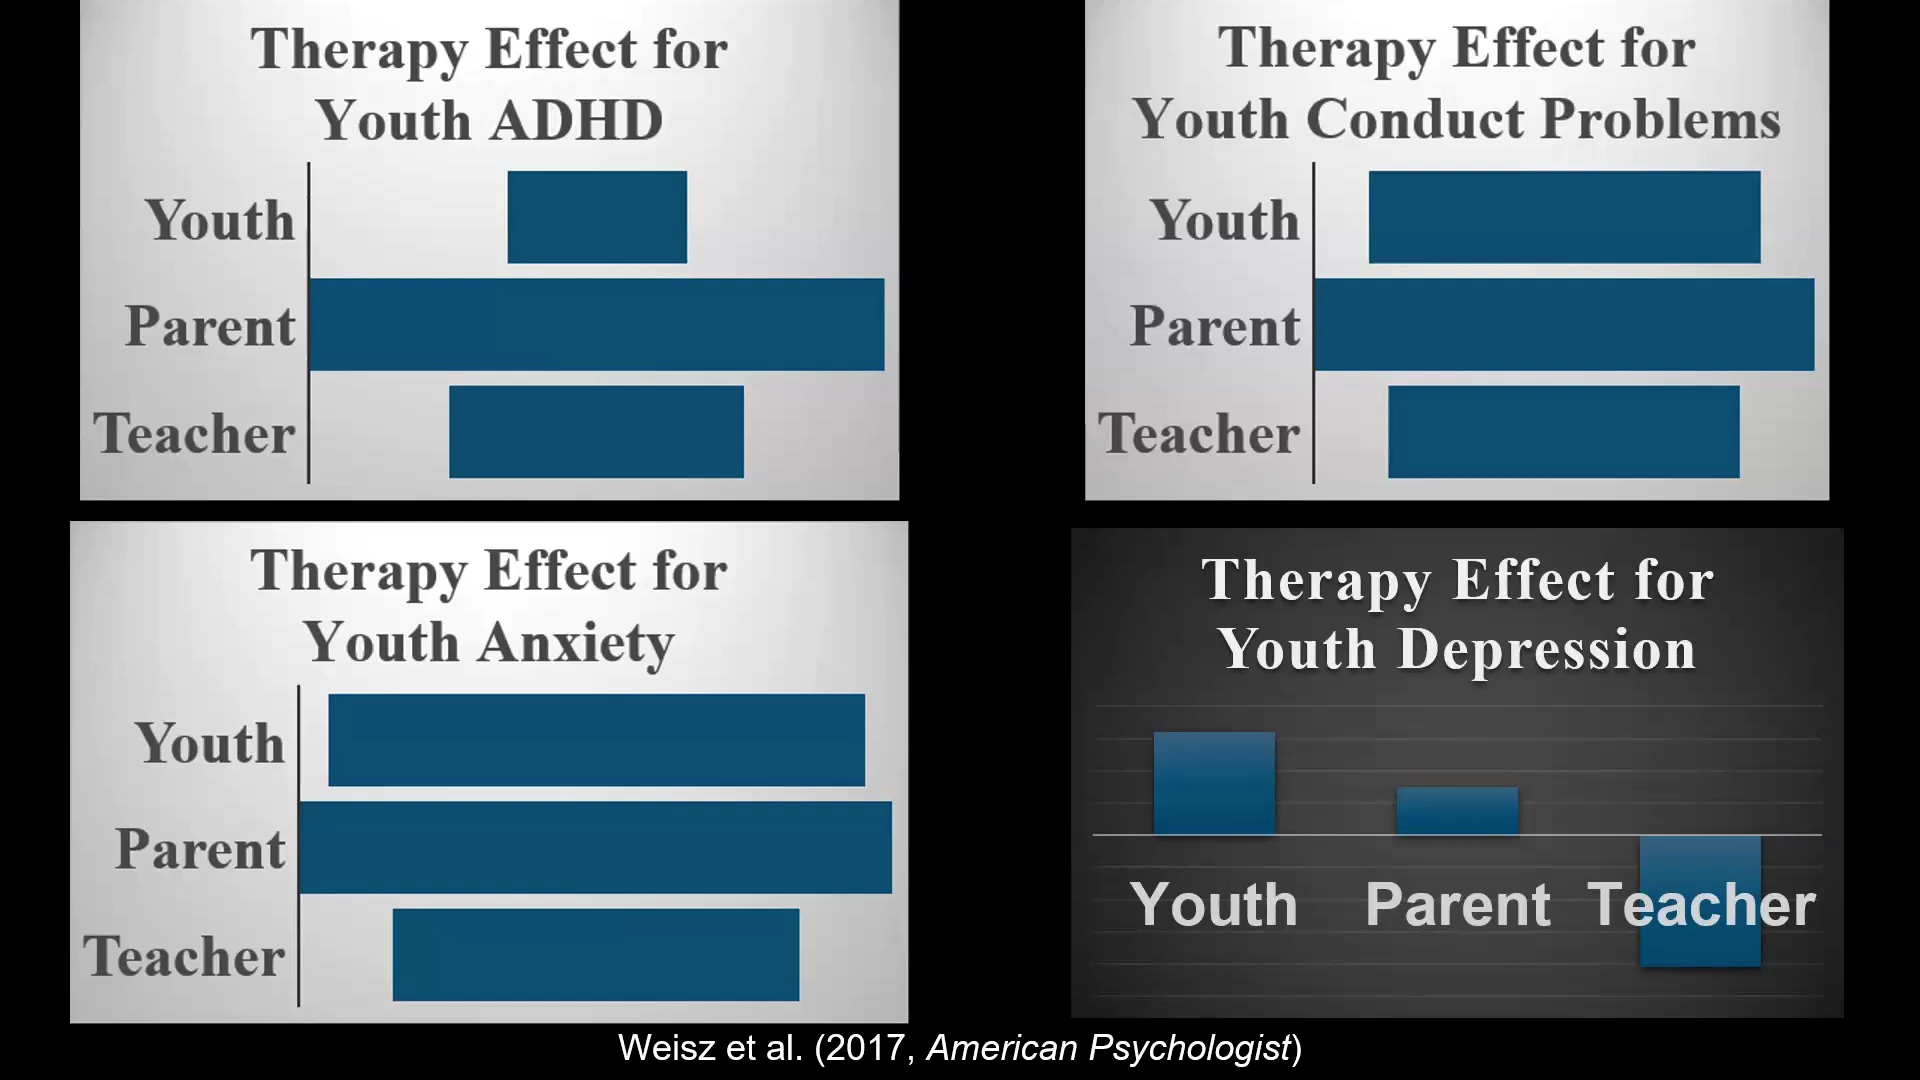 Therapy Effect for
Youth ADHD
Youth
Parent
Teacher
Therapy Effect for
Youth Conduct Problems
Youth
Parent
Teacher
Therapy Effect for
Youth Anxiety
Youth
Parent
Teacher
Therapy Effect for
Youth Depression
Youth Parent Teacher
Weisz et al. (2017, American Psychologist)